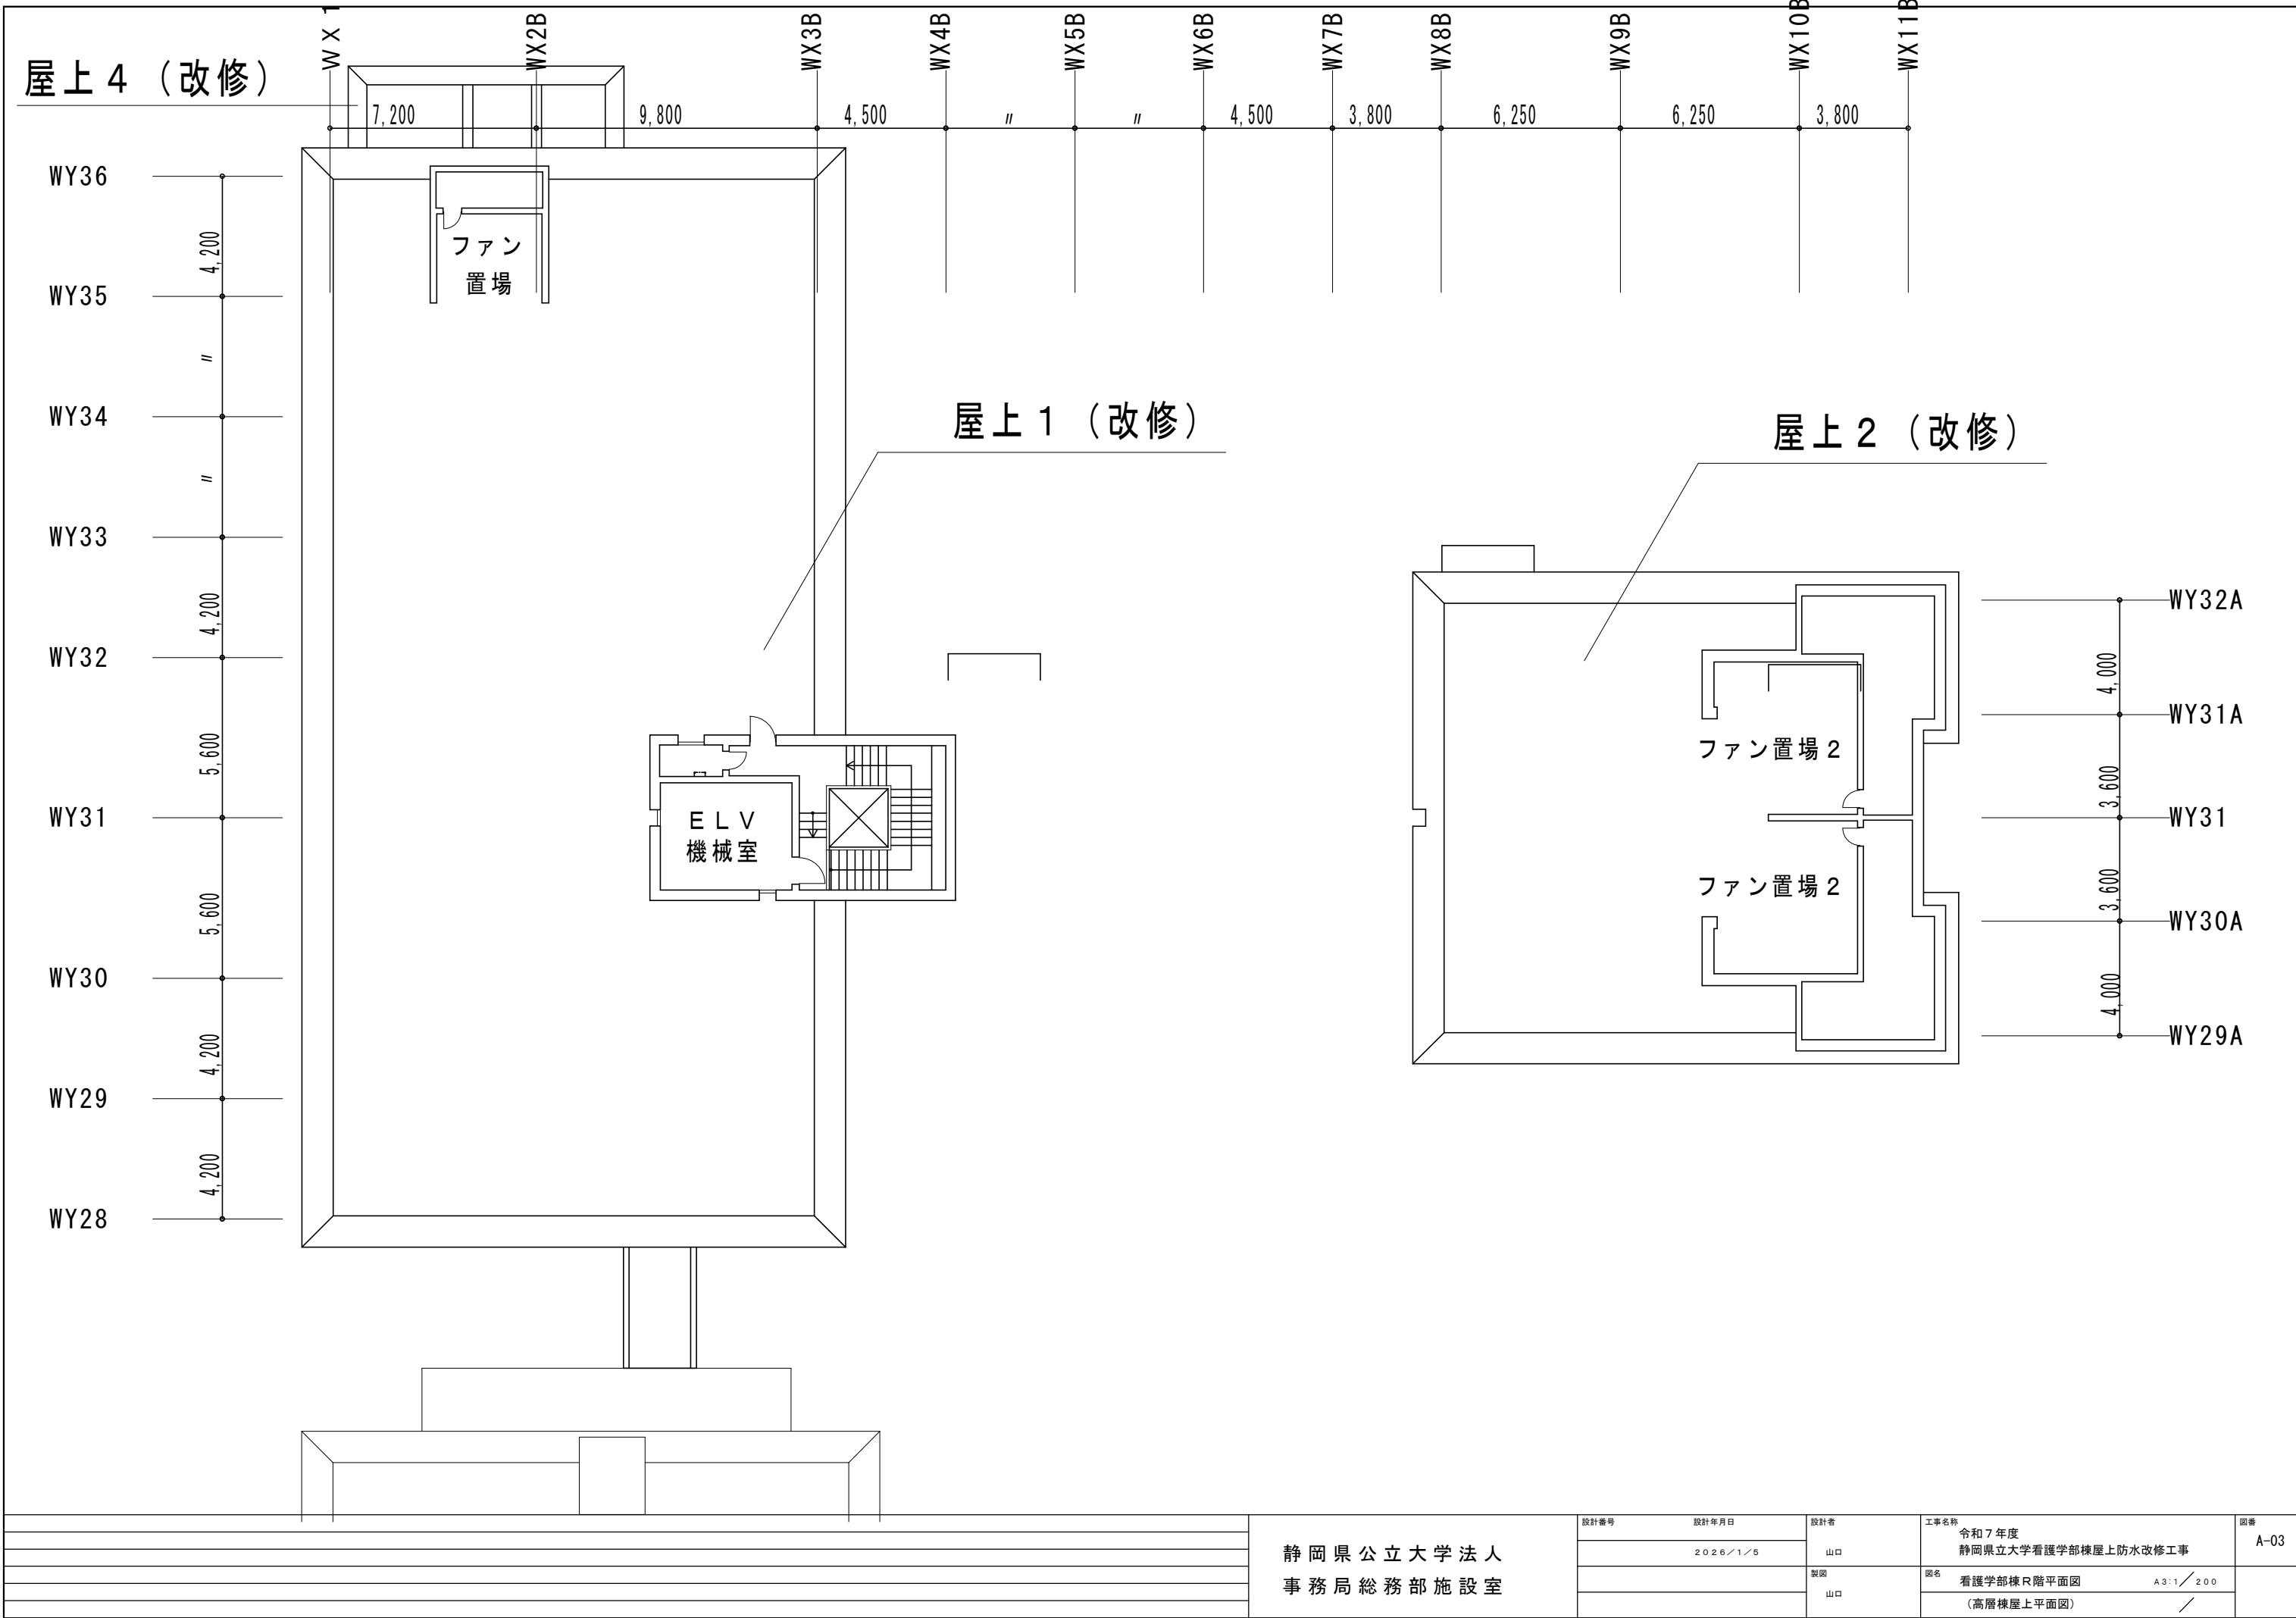 屋上４（改修）
WX1
WX2B
WX3B
WX4B
WX5B
WX6B
WX7B
WX8B
WX9B
WX10B
WX11B
7,200
9,800
4,500
〃
〃
4,500
3,800
6,250
6,250
3,800
WY36
4,200
WY35
〃
WY34
〃
WY33
4,200
WY32
5,600
WY31
5,600
WY30
4,200
WY29
4,200
WY28
ファン
置場
屋上１（改修）
ＥＬＶ
機械室
屋上２（改修）
ファン置場２
ファン置場２
WY32A
4,000
WY31A
3,600
WY31
3,600
WY30A
4,000
WY29A
静岡県公立大学法人
事務局総務部施設室
設計番号
設計年月日
２０２６／１／５
設計者
山口
製図
山口
工事名称
令和７年度
静岡県立大学看護学部棟屋上防水改修工事
図名
看護学部棟Ｒ階平面図
Ａ３：１／２００
（高層棟屋上平面図）
／
図番
A-03